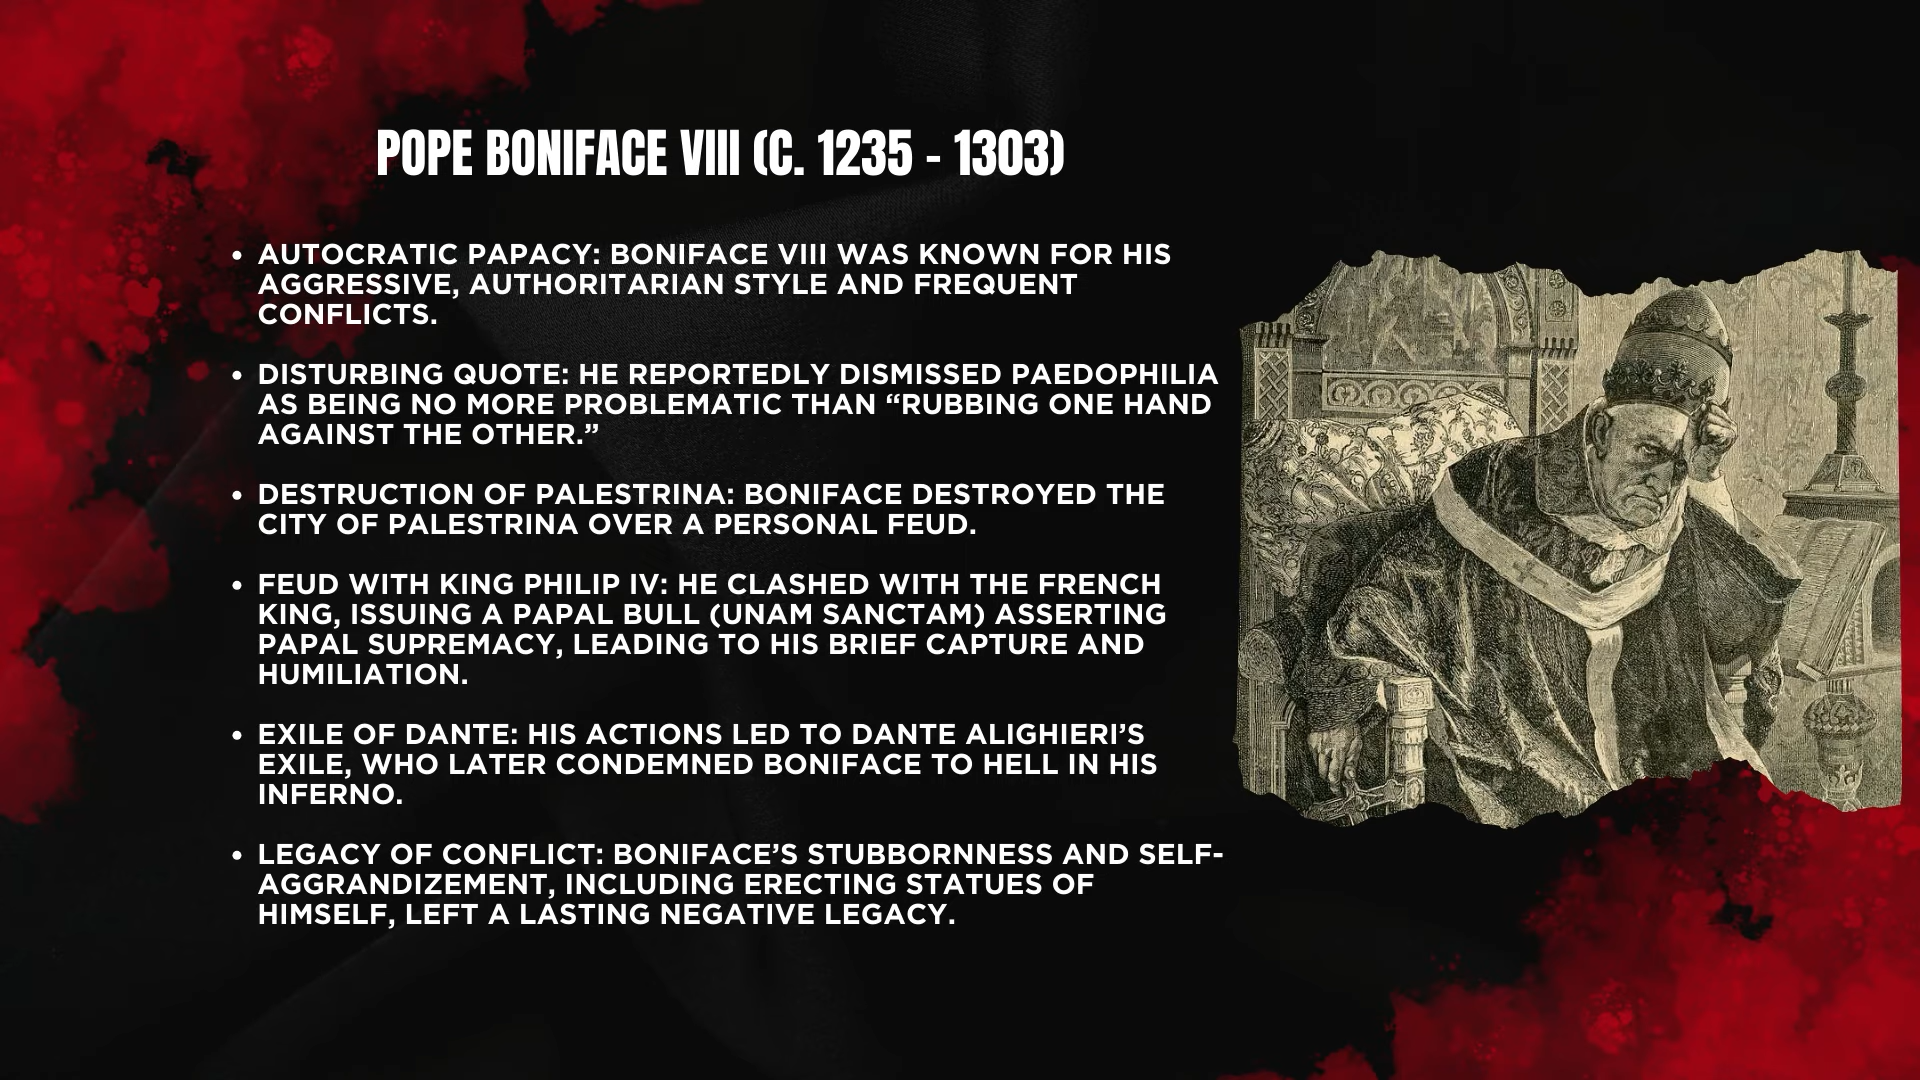 POPE BONIFACE VIII (C. 1235 - 1303)
• AUTOCRATIC PAPACY: BONIFACE VIII WAS KNOWN FOR HIS
AGGRESSIVE, AUTHORITARIAN STYLE AND FREQUENT
CONFLICTS.
• DISTURBING QUOTE: HE REPORTEDLY DISMISSED PAEDOPHILIA
AS BEING NO MORE PROBLEMATIC THAN “RUBBING ONE HAND
AGAINST THE OTHER.”
• DESTRUCTION OF PALESTRINA: BONIFACE DESTROYED THE
CITY OF PALESTRINA OVER A PERSONAL FEUD.
• FEUD WITH KING PHILIP IV: HE CLASHED WITH THE FRENCH
KING, ISSUING A PAPAL BULL (UNAM SANCTAM) ASSERTING
PAPAL SUPREMACY, LEADING TO HIS BRIEF CAPTURE AND
HUMILIATION.
• EXILE OF DANTE: HIS ACTIONS LED TO DANTE ALIGHIERI’S
EXILE, WHO LATER CONDEMNED BONIFACE TO HELL IN HIS
INFERNO.
• LEGACY OF CONFLICT: BONIFACE’S STUBBORNNESS AND SELF-
AGGRANDIZEMENT, INCLUDING ERECTING STATUES OF
HIMSELF, LEFT A LASTING NEGATIVE LEGACY.